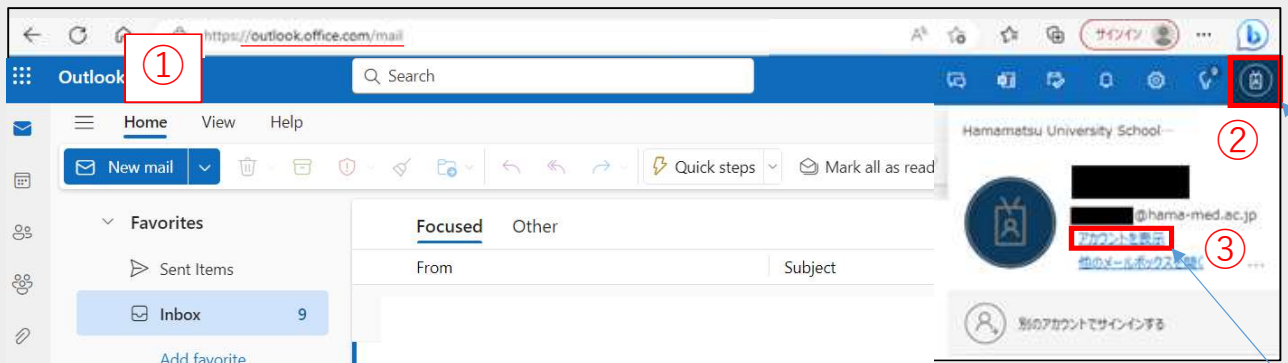 https://outlook.office.com/mail
サインイン
Outlook
①
Search
Home View Help
②
Hamamatsu University School
New mail
Quick steps
Mark all as read
@hama-med.ac.jp
アカウントを表示
③
他のメールボックスを開く
Favorites
Focused Other
Sent Items
From Subject
Inbox 9
別のアカウントでサインインする
Add favorite